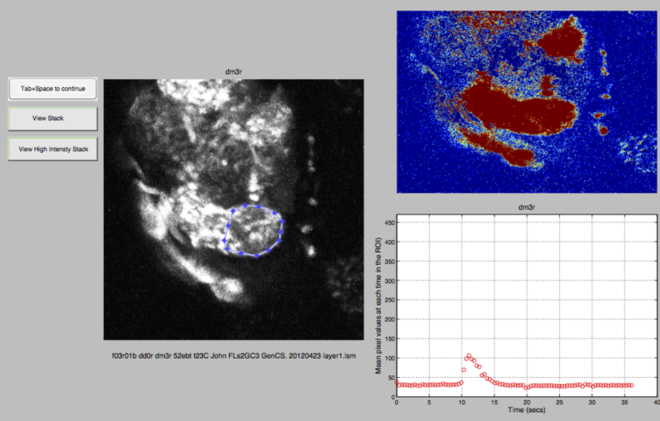 dm3r
Tab+Space to continue
View Stack
View High Intensty Stack
f03r01b dd0r dm3r 52ebt t23C John FLs2GC3 GenCS. 20120423 layer1.lsm
dm3r
Mean pixel values at each time in the ROI)
450
400
350
300
250
200
150
100
50
0
0 5 10 15 20 25 30 35 40
Time (secs)